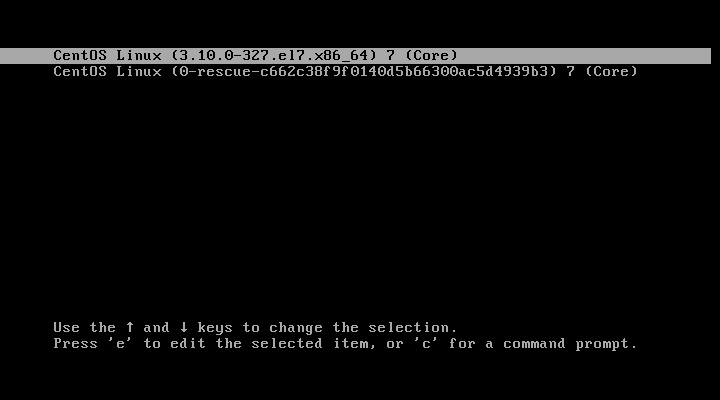 CentOS Linux (3.10.0-327.el7.x86_64) 7 (Core)
CentOS Linux (0-rescue-c662c38f9f0140d5b66300ac5d4939b3) 7 (Core)
Use the ↑ and ↓ keys to change the selection.
Press 'e' to edit the selected item, or 'c' for a command prompt.